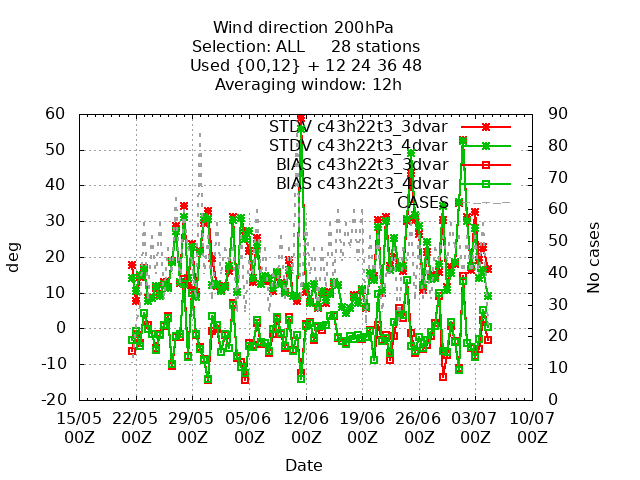 Wind direction 200hPa
Selection: ALL     28 stations
Used {00,12} + 12 24 36 48
Averaging window: 12h
STDV c43h22t3_3dvar
STDV c43h22t3_4dvar
BIAS c43h22t3_3dvar
BIAS c43h22t3_4dvar
CASES
60
50
40
30
20
10
0
-10
-20
deg
90
80
70
60
50
40
30
20
10
0
No cases
15/05 22/05 29/05 05/06 12/06 19/06 26/06 03/07 10/07
00Z 00Z 00Z 00Z 00Z 00Z 00Z 00Z 00Z
Date